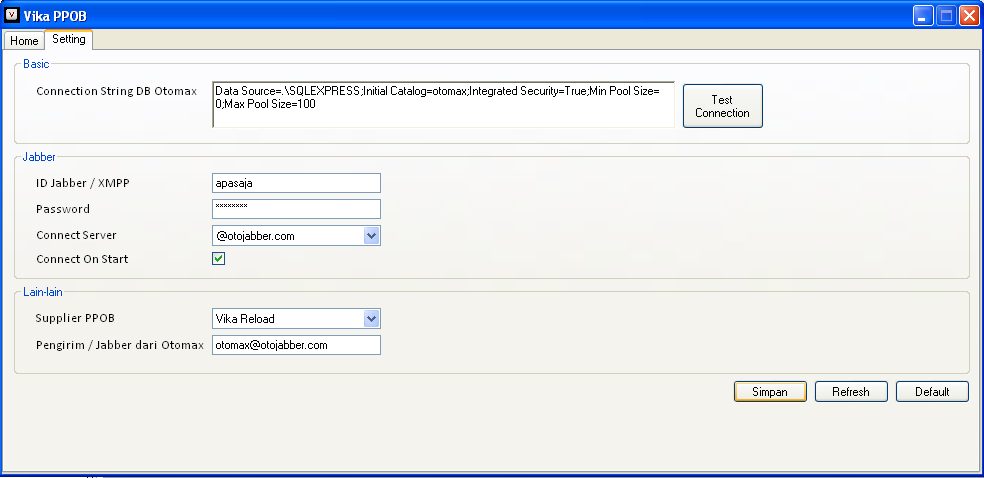 V Vika PPOB
Home Setting
Basic
Connection String DB Otomax
Data Source=.\SQLEXPRESS;Initial Catalog=otomax;Integrated Security=True;Min Pool Size=
0;Max Pool Size=100
Test
Connection
Jabber
ID Jabber / XMPP apasaja
Password ********
Connect Server @otojabber.com
Connect On Start
Lain-lain
Supplier PPOB Vika Reload
Pengirim / Jabber dari Otomax otomax@otojabber.com
Simpan Refresh Default